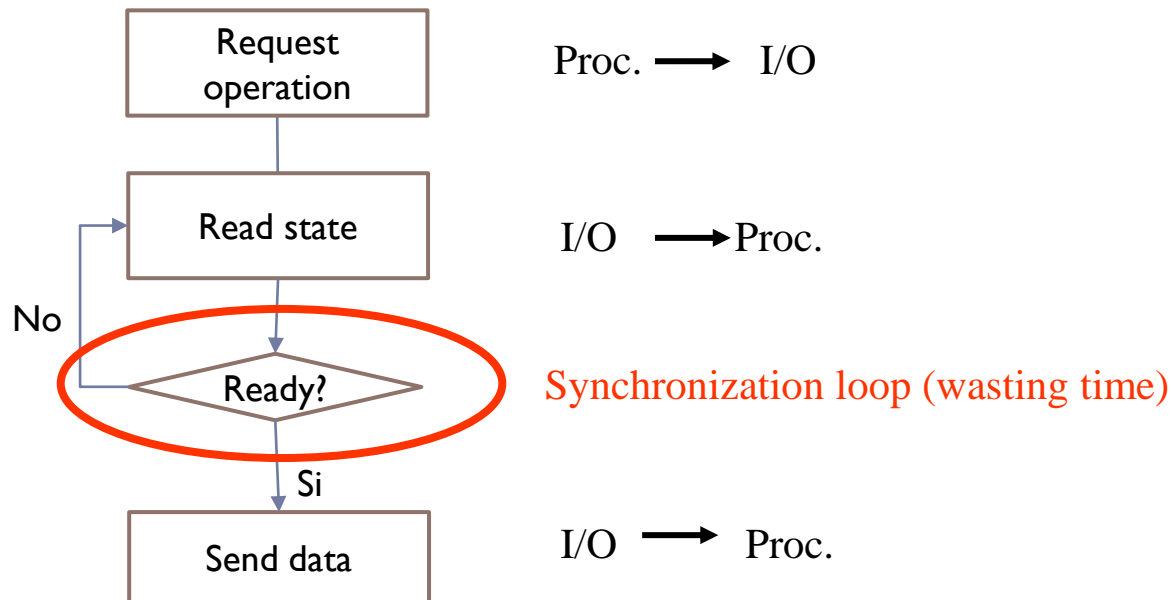 Request
operation
Proc. → I/O
Read state
I/O → Proc.
No
Ready?
Synchronization loop (wasting time)
Si
Send data
I/O → Proc.